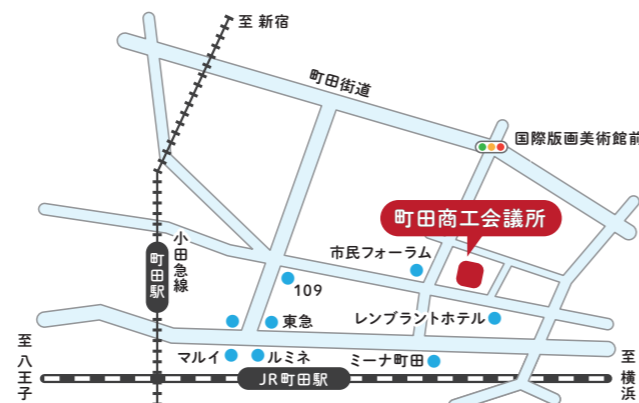 至 新宿
町田街道
国際版画美術館前
町田商工会議所
小田急線
町田駅
市民フォーラム
109
東急
レンブラントホテル
マルイ
ルミネ
ミーナ町田
至 八王子
JR町田駅
至 横浜